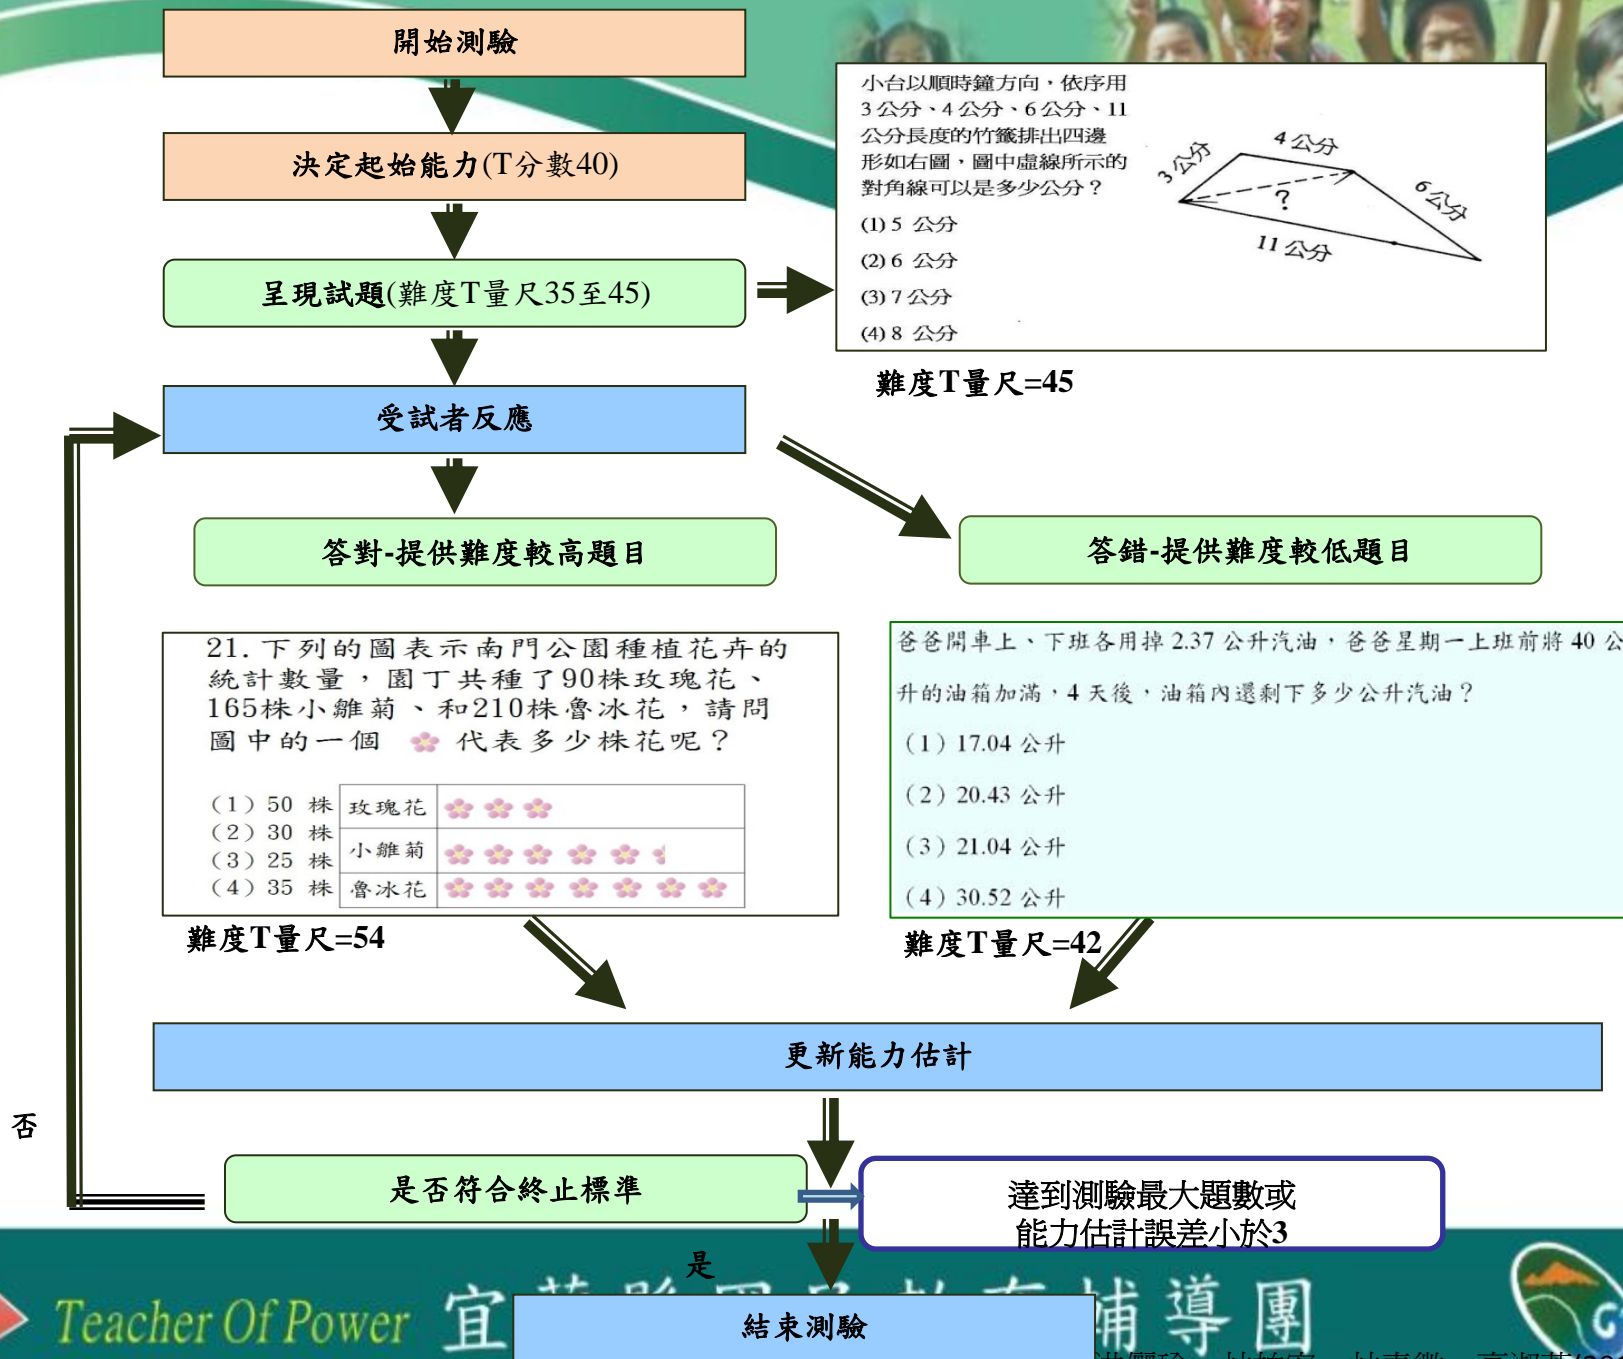 開始測驗
決定起始能力(T分數40)
呈現試題(難度T量尺35至45)
小台以順時鐘方向，依序用
3公分、4公分、6公分、11
公分長度的竹籤排出四邊
形如右圖，圖中虛線所示的
對角線可以是多少公分？
(1) 5 公分
(2) 6 公分
(3) 7 公分
(4) 8 公分
3公分
4公分
6公分
?
11公分
難度T量尺=45
受試者反應
答對-提供難度較高題目
答錯-提供難度較低題目
21. 下列的圖表示南門公園種植花卉的
統計數量，園丁共種了90株玫瑰花、
165株小雛菊、和210株魯冰花，請問
圖中的一個 代表多少株花呢？
(1) 50 株
(2) 30 株
(3) 25 株
(4) 35 株
玫瑰花
小雛菊
魯冰花
難度T量尺=54
爸爸開車上、下班各用掉 2.37 公升汽油，爸爸星期一上班前將 40 公
升的油箱加滿，4 天後，油箱內還剩下多少公升汽油？
（1）17.04 公升
（2）20.43 公升
（3）21.04 公升
（4）30.52 公升
難度T量尺=42
更新能力估計
否
是否符合終止標準
達到測驗最大題數或
能力估計誤差小於3
是
Teacher Of Power 宜
輔導團
結束測驗